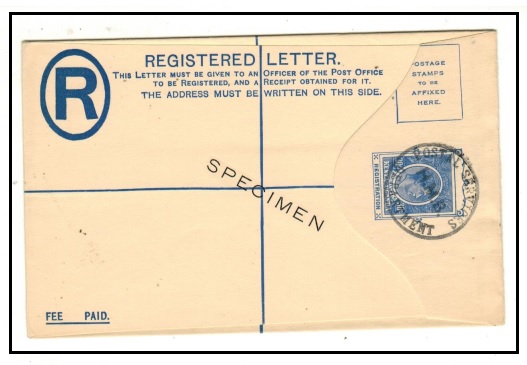 R
REGISTERED LETTER.
THIS LETTER MUST BE GIVEN TO AN OFFICER OF THE POST OFFICE
TO BE REGISTERED, AND A RECEIPT OBTAINED FOR IT.
THE ADDRESS MUST BE WRITTEN ON THIS SIDE.
POSTAGE
STAMPS
TO BE
AFFIXED
HERE.
SPECIMEN
POSTAL SERVICES
REGISTRATION
FEE PAID.